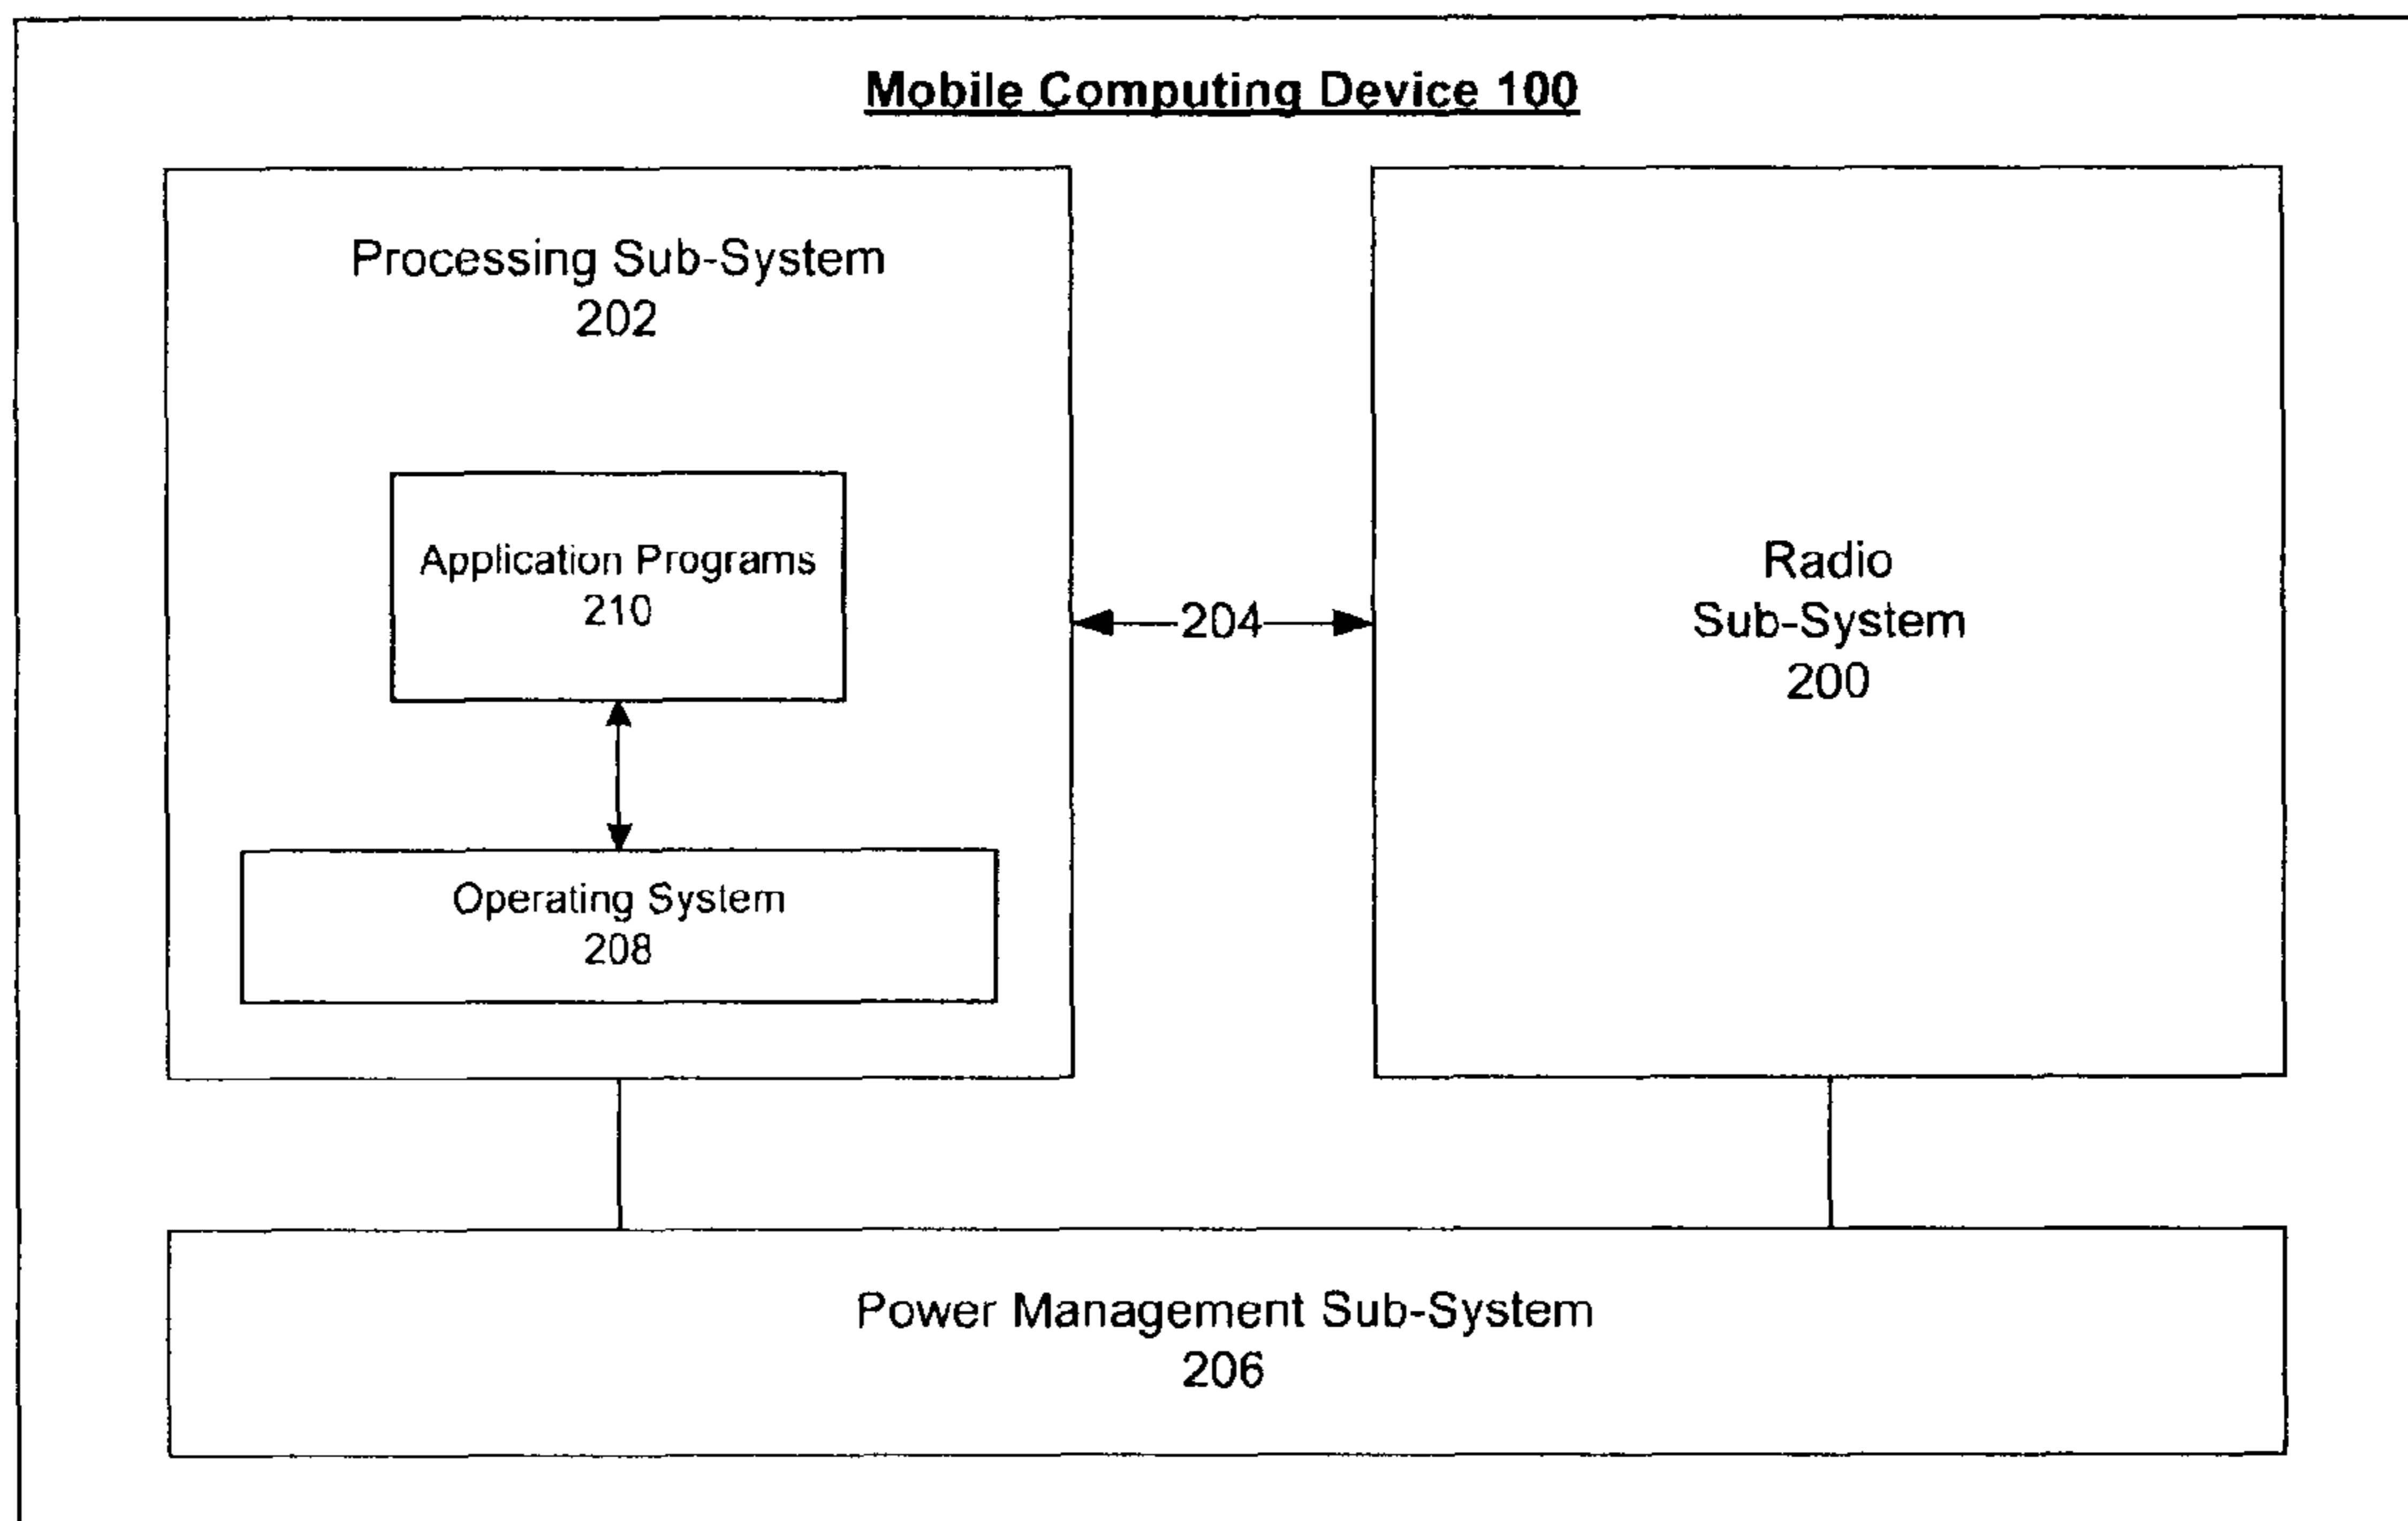 Mobile Computing Device 100
Processing Sub-System
202
Application Programs
210
Operating System
208
204
Radio
Sub-System
200
Power Management Sub-System
206